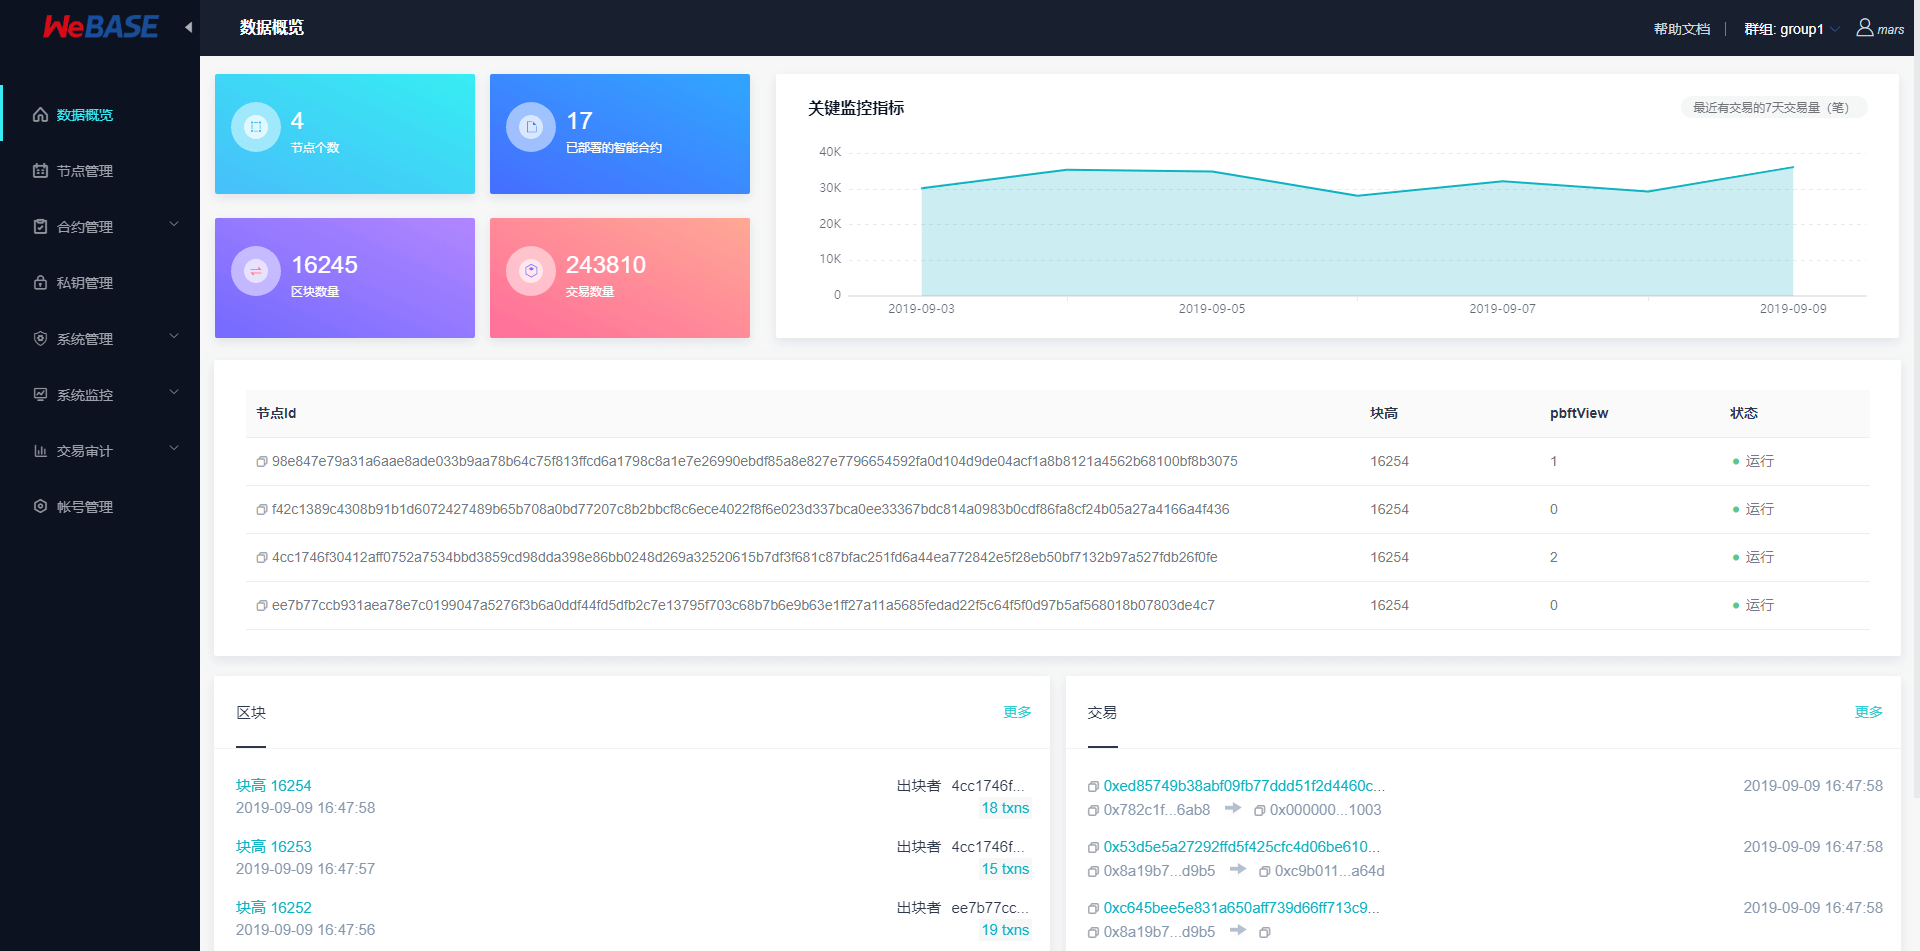 WeBASE
数据概览
帮助文档
群组: group1
mars
数据概览
节点管理
合约管理
私钥管理
系统管理
系统监控
交易审计
帐号管理
4
节点个数
17
已部署的智能合约
16245
区块数量
243810
交易数量
关键监控指标
最近有交易的7天交易量（笔）
40K
30K
20K
10K
0
2019-09-03 2019-09-05 2019-09-07 2019-09-09
节点Id 块高 pbftView 状态
98e847e79a31a6aae8ade033b9aa78b64c75f813ffcd6a1798c8a1e7e26990ebdf85a8e827e7796654592fa0d104d9de04acf1a8b8121a4562b68100bf8b3075 16254 1 运行
f42c1389c4308b91b1d6072427489b65b708a0bd77207c8b2bbcf8c6ece4022f8f6e023d337bca0ee33367bdc814a0983b0cdf86fa8cf24b05a27a4166a4f436 16254 0 运行
4cc1746f30412aff0752a7534bbd3859cd98dda398e86bb0248d269a32520615b7df3f681c87bfac251fd6a44ea772842e5f28eb50bf7132b97a527fdb26f0fe 16254 2 运行
ee7b77ccb931aea78e7c0199047a5276f3b6a0ddf44fd5dfb2c7e13795f703c68b7b6e9b63e1ff27a11a5685fedad22f5c64f5f0d97b5af568018b07803de4c7 16254 0 运行
区块 更多
块高 16254 出块者 4cc1746f...
2019-09-09 16:47:58 18 txns
块高 16253 出块者 4cc1746f...
2019-09-09 16:47:57 15 txns
块高 16252 出块者 ee7b77cc...
2019-09-09 16:47:56 19 txns
交易 更多
0xed85749b38abf09fb77ddd51f2d4460c... 2019-09-09 16:47:58
0x782c1f...6ab8 0x000000...1003
0x53d5e5a27292ffd5f425cfc4d06be610... 2019-09-09 16:47:58
0x8a19b7...d9b5 0xc9b011...a64d
0xc645bee5e831a650aff739d66ff713c9... 2019-09-09 16:47:58
0x8a19b7...d9b5